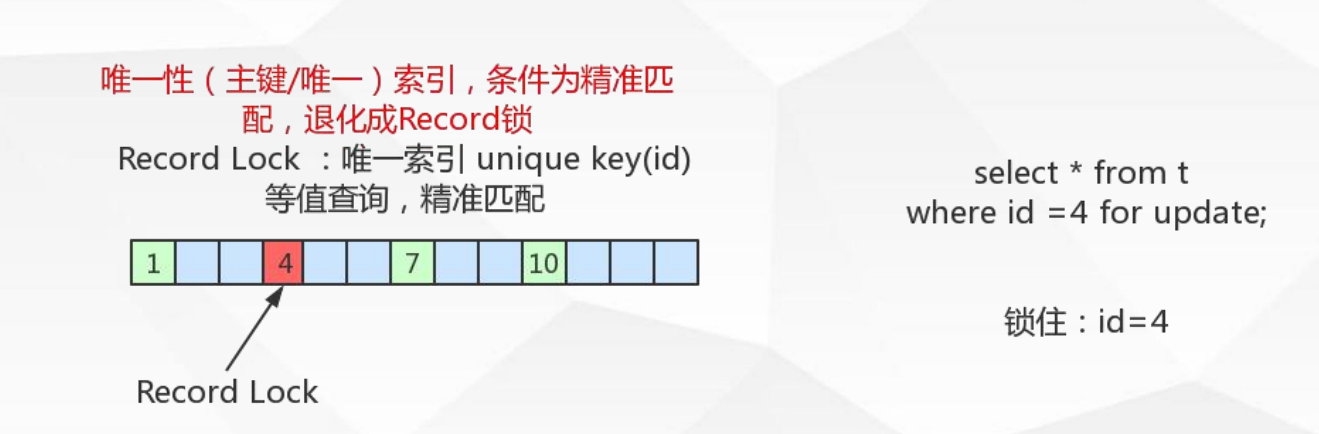 唯一性（主键/唯一）索引，条件为精准匹
配，退化成Record锁
Record Lock ：唯一索引 unique key(id)
等值查询，精准匹配
1 4 7 10
Record Lock
select * from t
where id =4 for update;
锁住：id=4